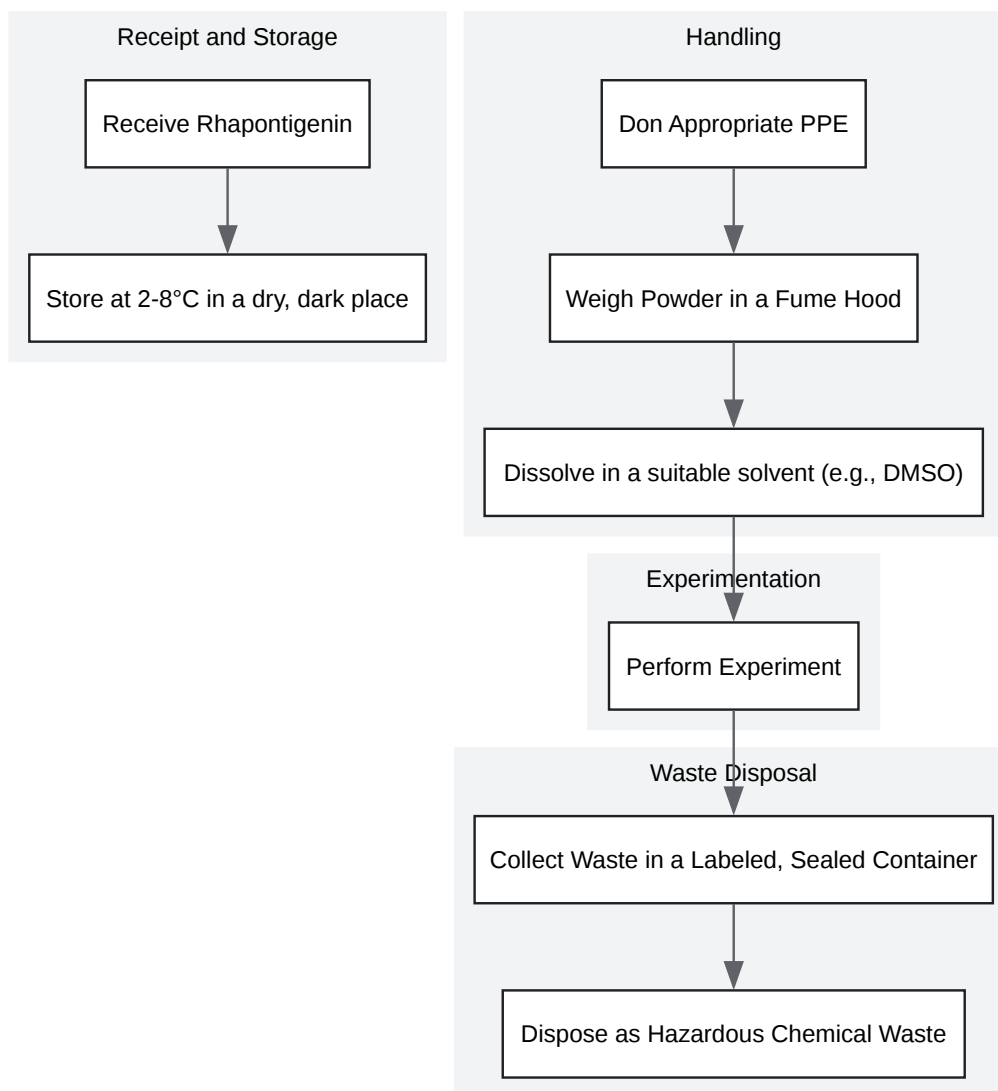 Receipt and Storage
Receive Rhapontigenin
Store at 2-8°C in a dry, dark place
Handling
Don Appropriate PPE
Weigh Powder in a Fume Hood
Dissolve in a suitable solvent (e.g., DMSO)
Experimentation
Perform Experiment
Waste Disposal
Collect Waste in a Labeled, Sealed Container
Dispose as Hazardous Chemical Waste